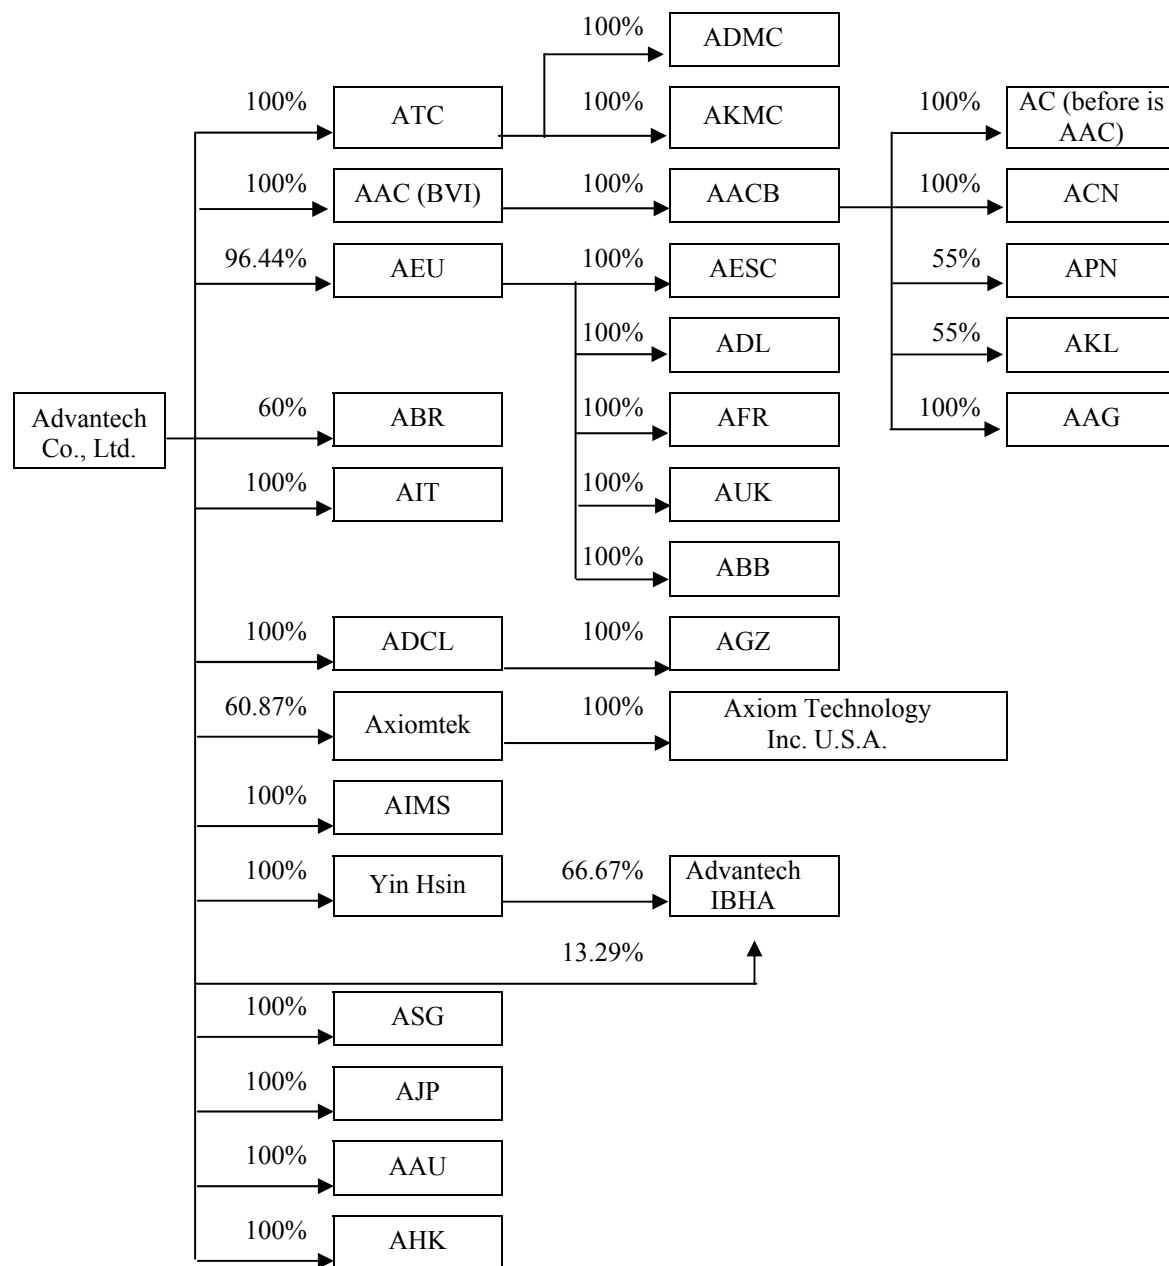 100%
ADMC
100%
ATC
100%
AKMC
100%
AC (before is
AAC)
100%
AAC (BVI)
100%
AACB
100%
ACN
96.44%
AEU
100%
AESC
55%
APN
100%
ADL
55%
AKL
Advantech
Co., Ltd.
60%
ABR
100%
AFR
100%
AAG
100%
AIT
100%
AUK
100%
ABB
100%
ADCL
100%
AGZ
60.87%
Axiomtek
100%
Axiom Technology
Inc. U.S.A.
100%
AIMS
100%
Yin Hsin
66.67%
Advantech
IBHA
13.29%
100%
ASG
100%
AJP
100%
AAU
100%
AHK